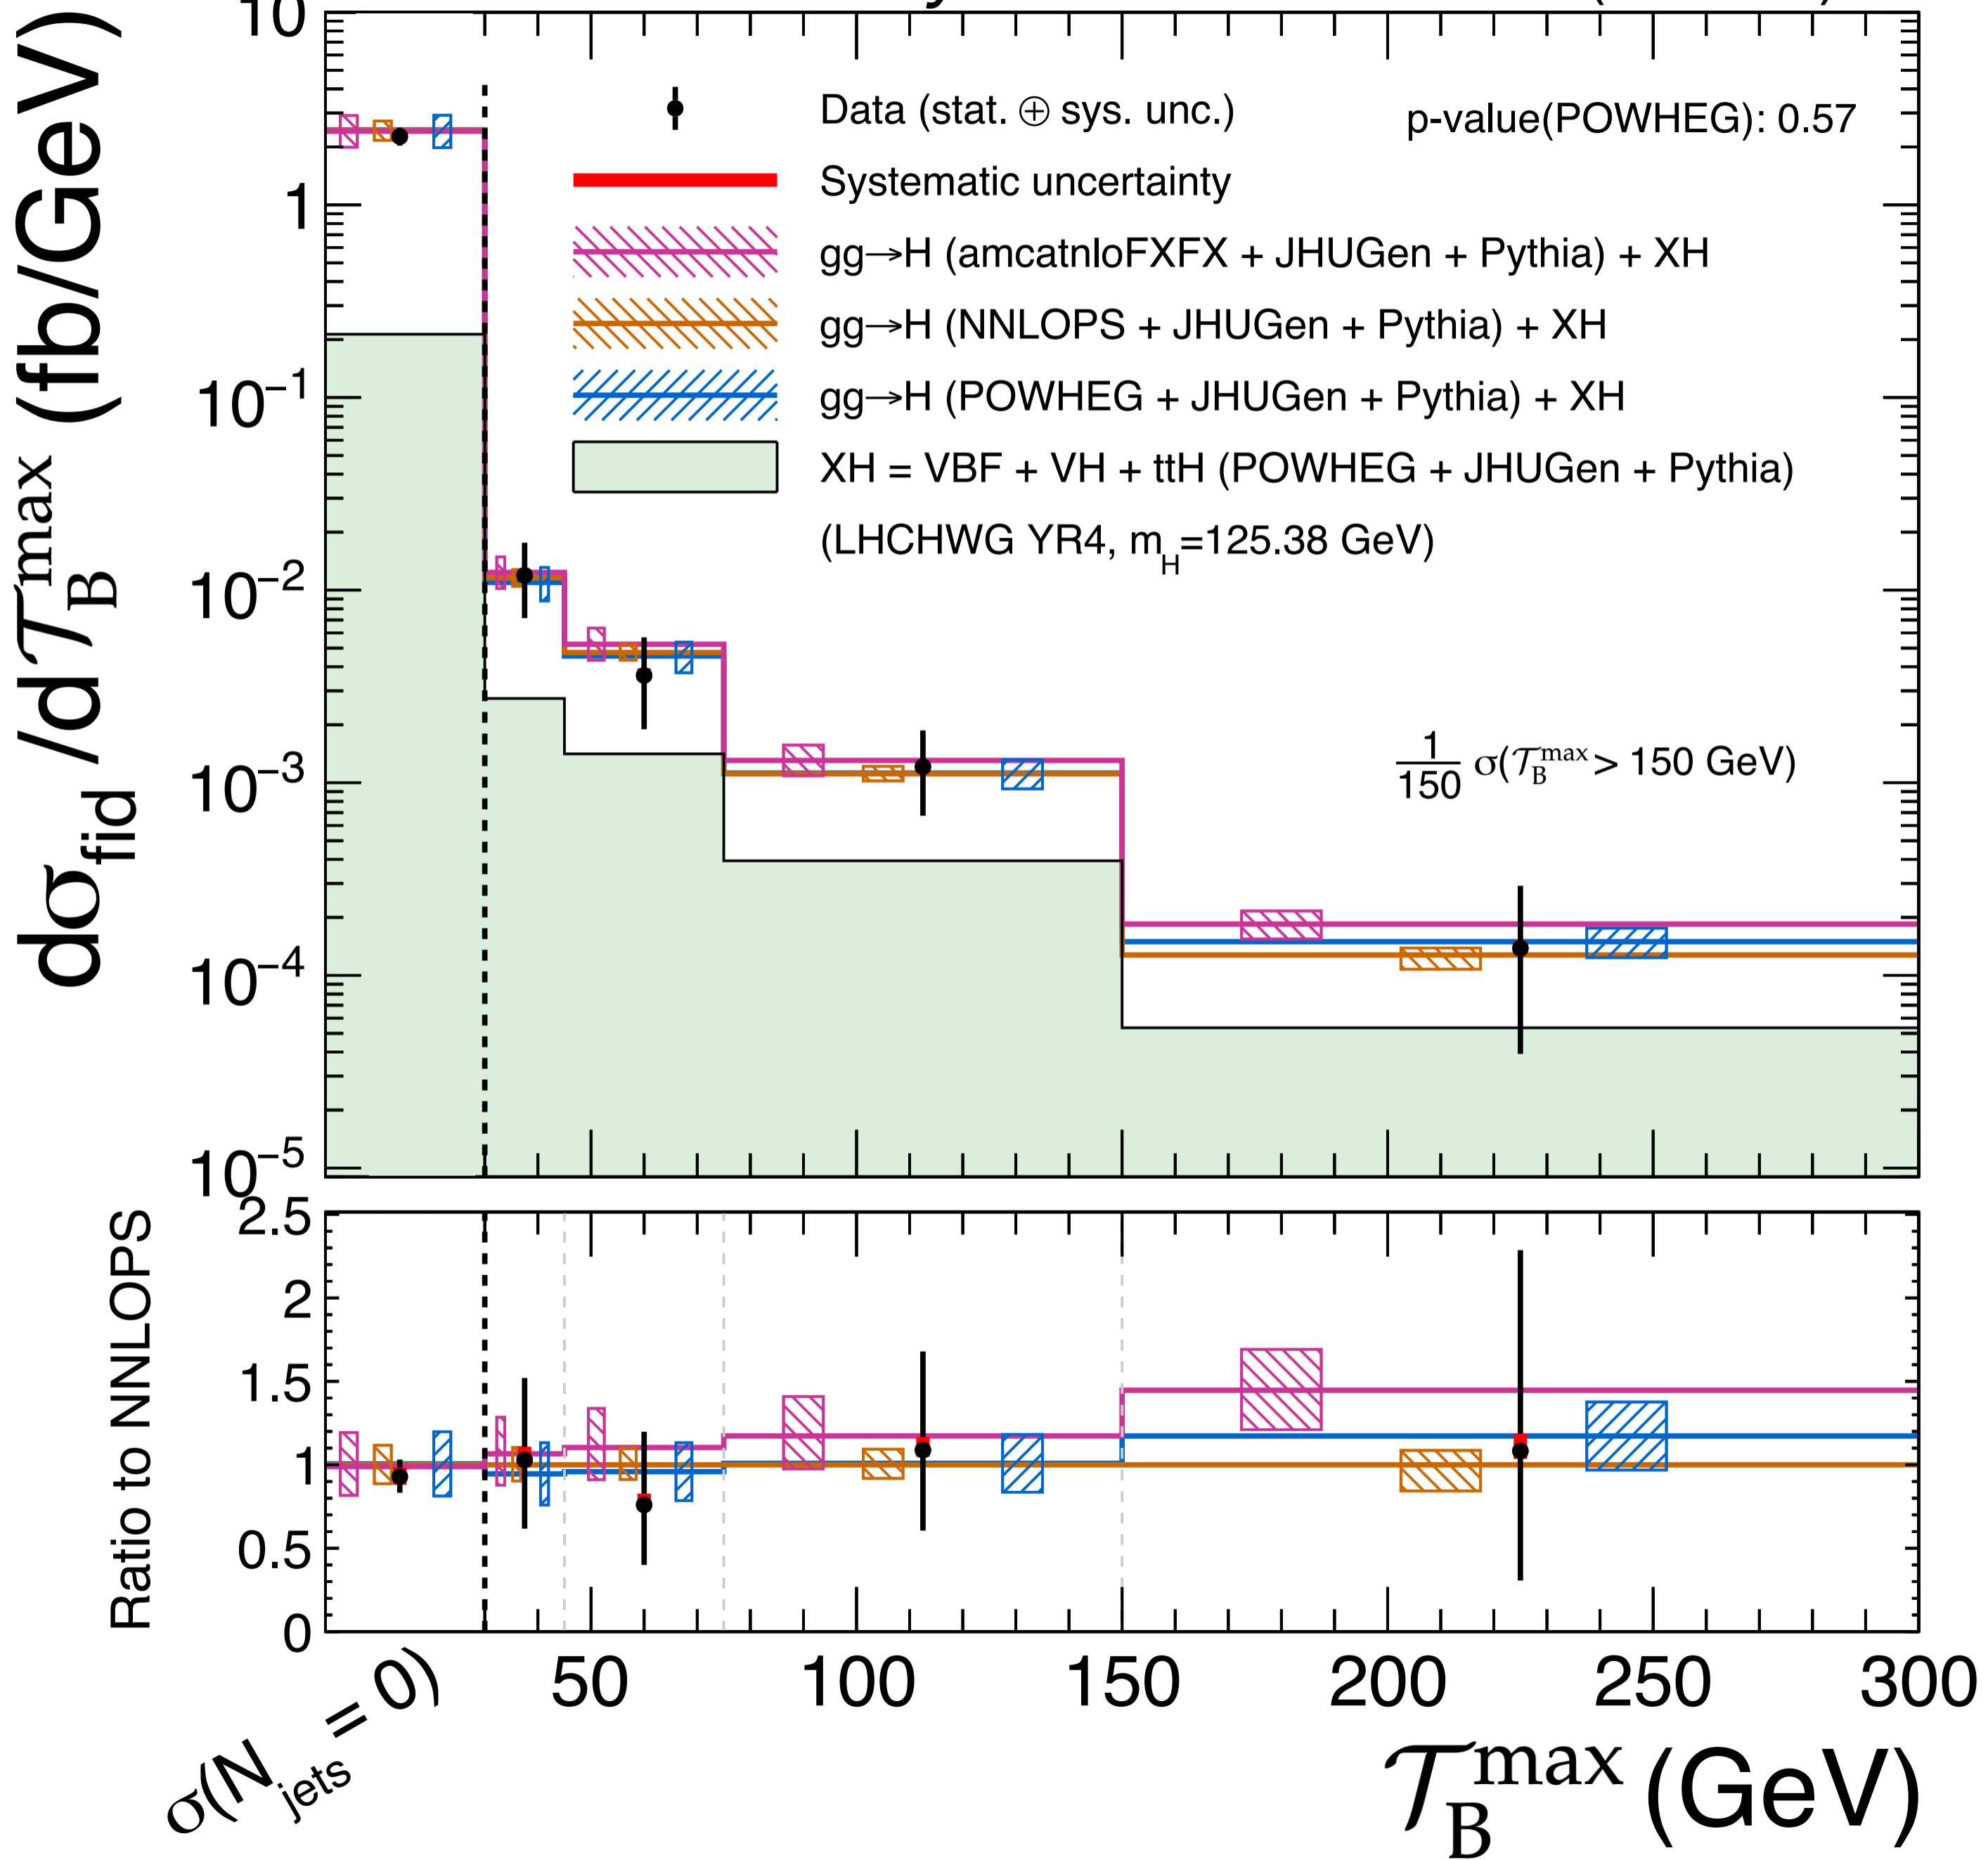 10
Data (stat. ⊕ sys. unc.)
p-value(POWHEG): 0.57
Systematic uncertainty
1
gg→H (amcatnloFXFX + JHUGen + Pythia) + XH
gg→H (NNLOPS + JHUGen + Pythia) + XH
10⁻¹
gg→H (POWHEG + JHUGen + Pythia) + XH
XH = VBF + VH + ttH (POWHEG + JHUGen + Pythia)
(LHCHWG YR4, m_H=125.38 GeV)
10⁻²
10⁻³
1/150 σ(𝒯_B^max > 150 GeV)
10⁻⁴
10⁻⁵
dσ_fid /d𝒯_B^max (fb/GeV)
2.5
2
1.5
1
0.5
0
Ratio to NNLOPS
σ(N_jets = 0)
50 100 150 200 250 300
𝒯_B^max (GeV)